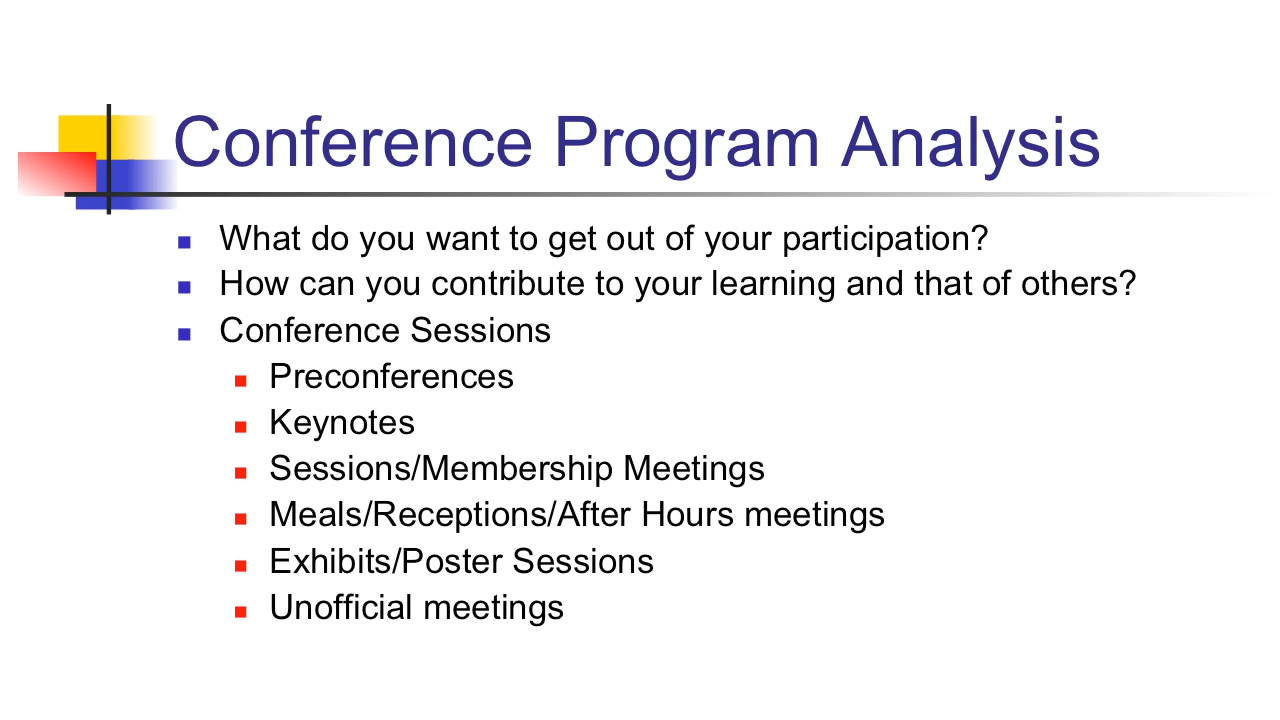 Conference Program Analysis
What do you want to get out of your participation?
How can you contribute to your learning and that of others?
Conference Sessions
Preconferences
Keynotes
Sessions/Membership Meetings
Meals/Receptions/After Hours meetings
Exhibits/Poster Sessions
Unofficial meetings